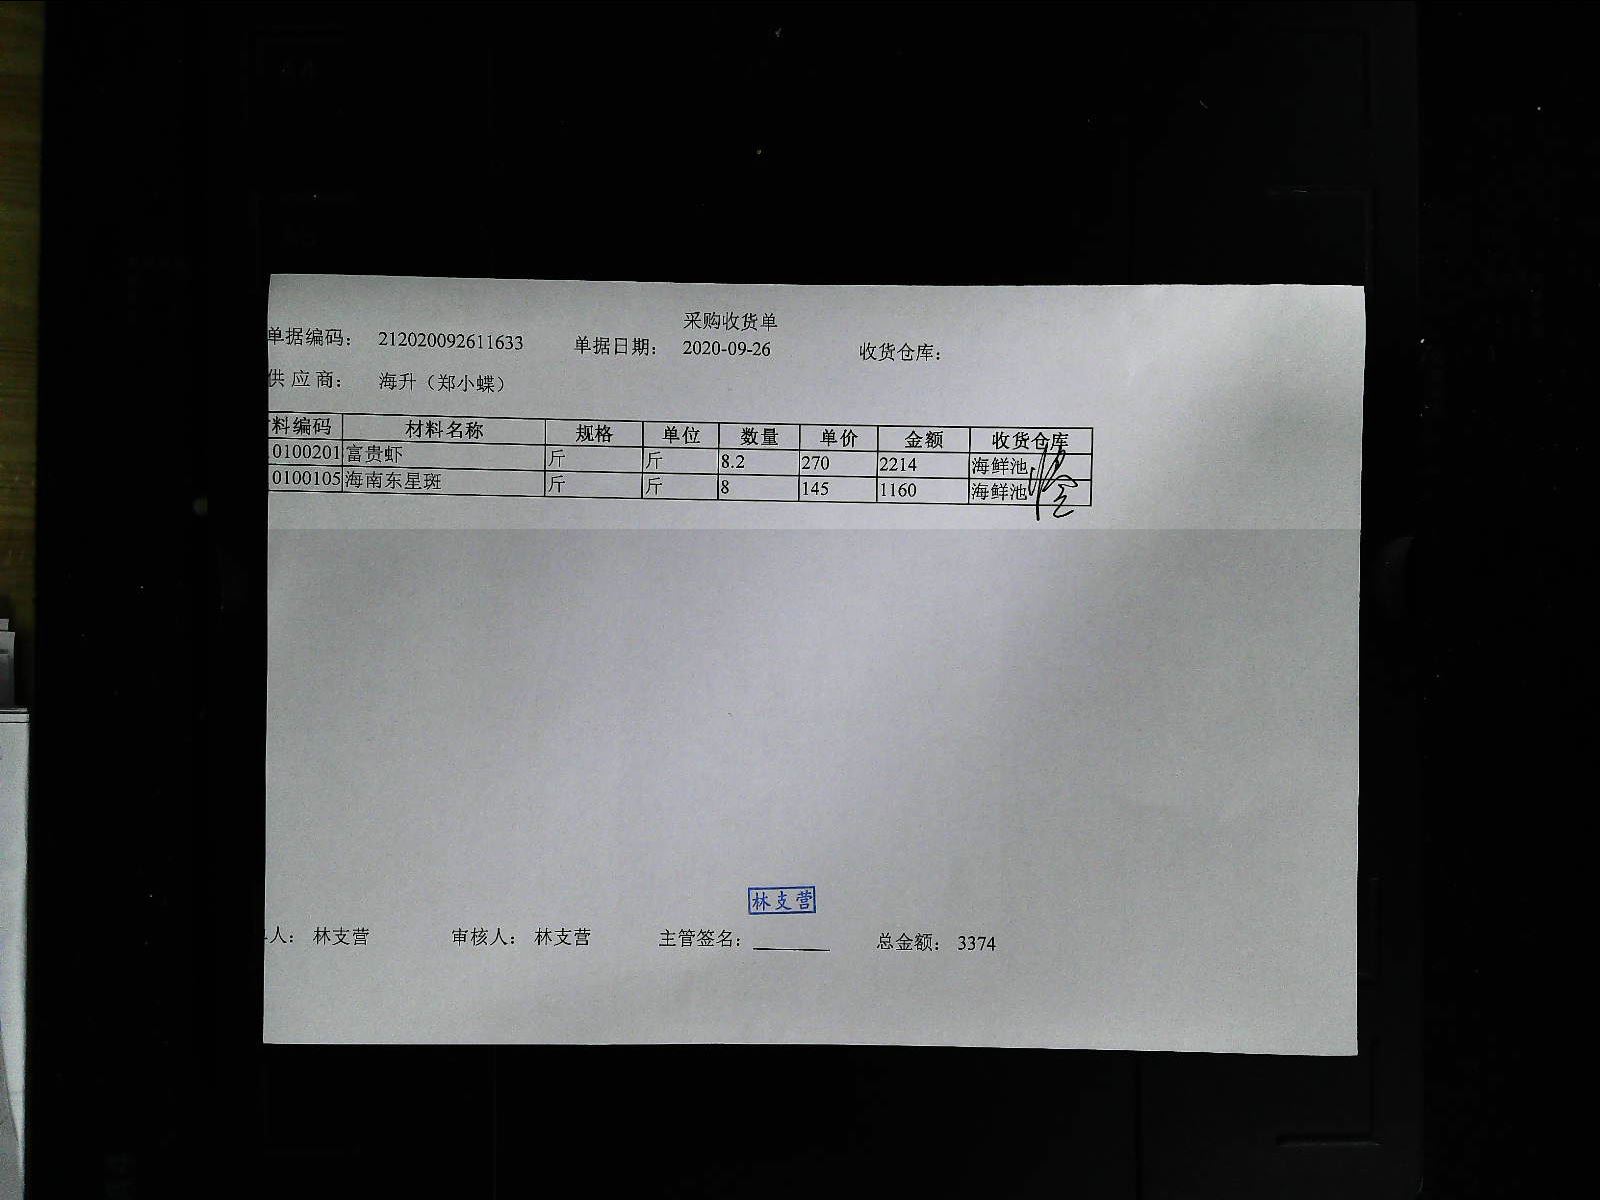 采购收货单
单据编码： 212020092611633 单据日期： 2020-09-26 收货仓库：
供 应 商： 海升（郑小蝶）
料编码 材料名称 规格 单位 数量 单价 金额 收货仓库
0100201 富贵虾 斤 斤 8.2 270 2214 海鲜池
0100105 海南东星斑 斤 斤 8 145 1160 海鲜池
林支营
人： 林支营 审核人： 林支营 主管签名： 总金额： 3374